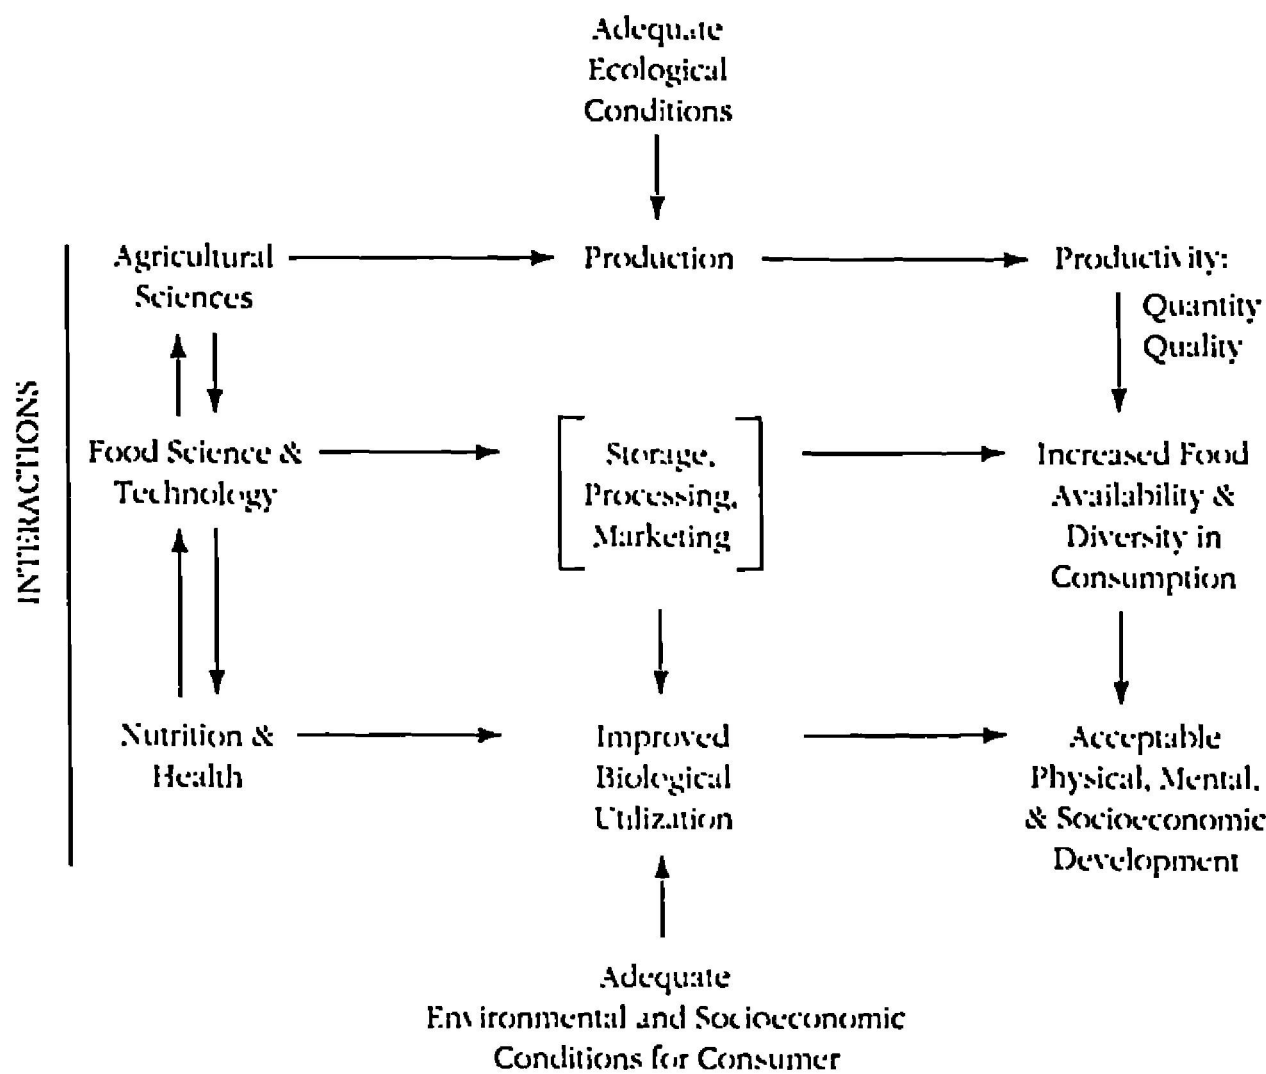 Adequate
Ecological
Conditions
INTERACTIONS
Agricultural
Sciences
Production
Productivity:
Quantity
Quality
Food Science &
Technology
Storage,
Processing,
Marketing
Increased Food
Availability &
Diversity in
Consumption
Nutrition &
Health
Improved
Biological
Utilization
Acceptable
Physical, Mental,
& Socioeconomic
Development
Adequate
Environmental and Socioeconomic
Conditions for Consumer